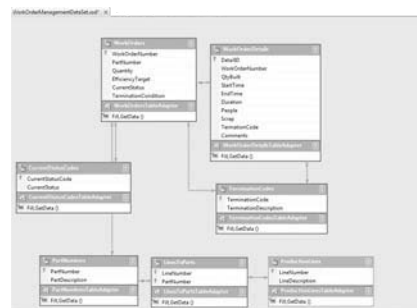 WorkOrderManagementDataSet.xsd*
WorkOrders
WorkOrderNumber
PartNumber
Quantity
EfficiencyTarget
CurrentStatus
TerminationCondition
WorkOrdersTableAdapter
Fill,GetData ()
WorkOrderDetails
DetailID
WorkOrderNumber
QtyBuilt
StartTime
EndTime
Duration
People
Scrap
TermationCode
Comments
WorkOrderDetailsTableAdapter
Fill,GetData ()
CurrentStatusCodes
CurrentStatusCode
CurrentStatus
CurrentStatusCodesTableAdapter
Fill,GetData ()
TerminationCodes
TerminationCode
TerminationDescription
TerminationCodesTableAdapter
Fill,GetData ()
PartNumbers
PartNumber
PartDescription
PartNumbersTableAdapter
Fill,GetData ()
LinesToParts
LineNumber
PartNumber
LinesToPartsTableAdapter
Fill,GetData ()
ProductionLines
LineNumber
LineDescription
ProductionLinesTableAdapter
Fill,GetData ()